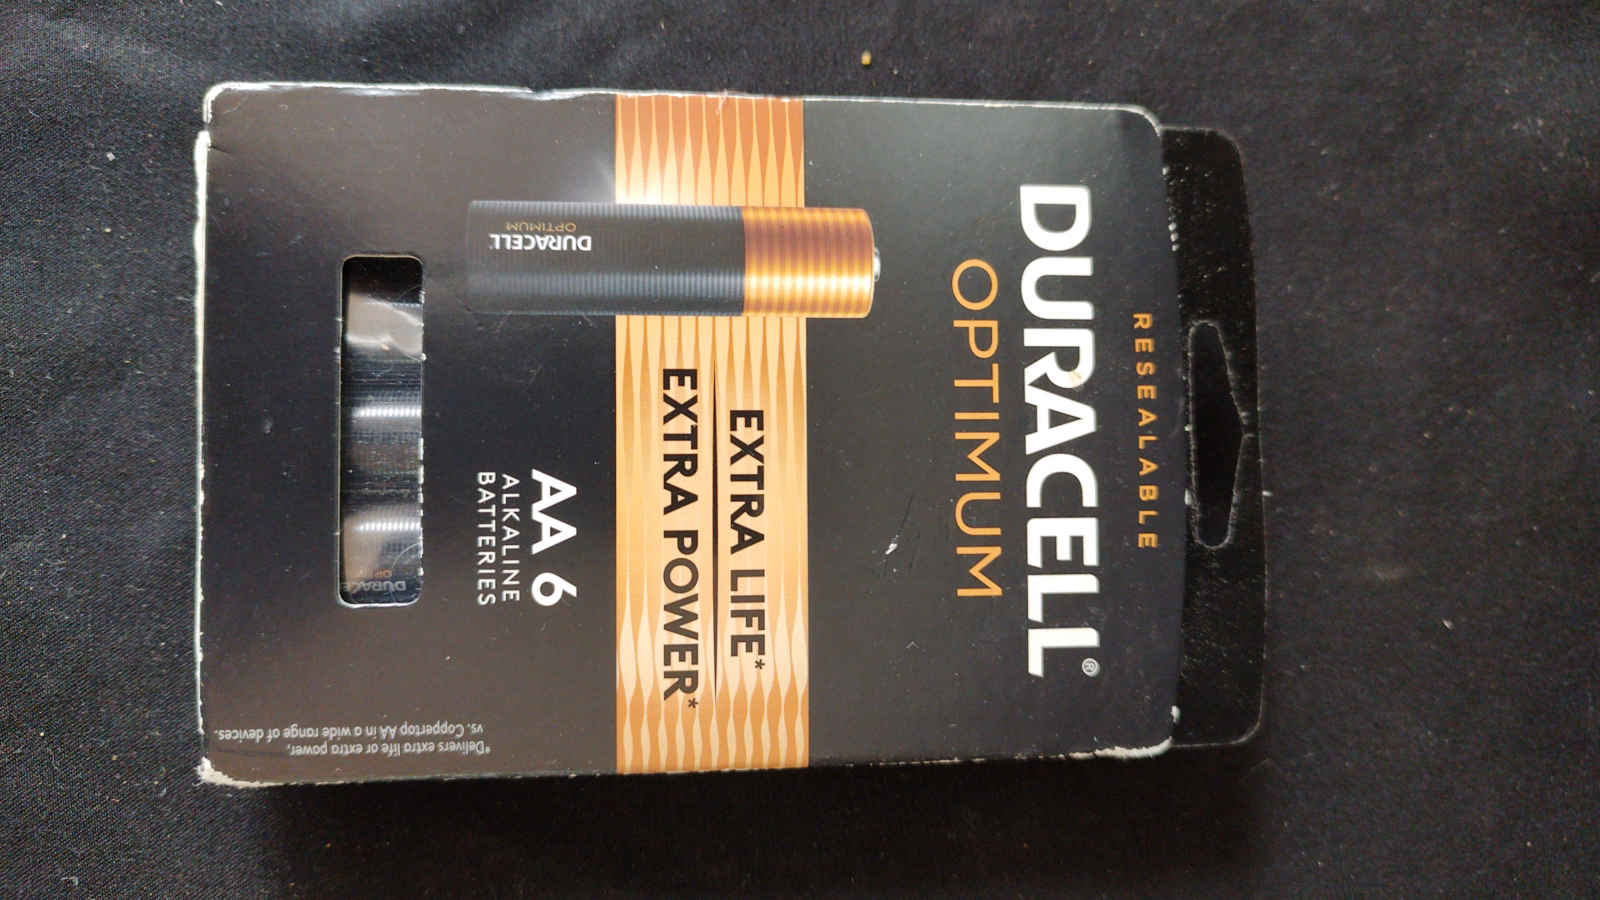 RESEALABLE
DURACELL®
OPTIMUM
EXTRA LIFE*
EXTRA POWER*
DURACELL
OPTIMUM
AA 6
ALKALINE
BATTERIES
*Delivers extra life or extra power,
vs. Coppertop AA in a wide range of devices.